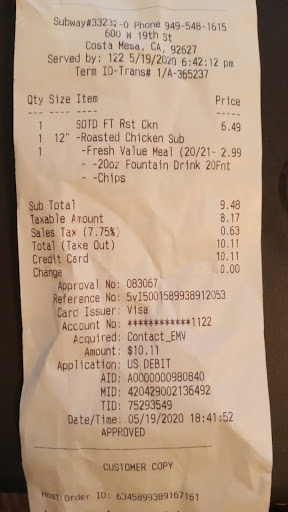 Subway#33232-0 Phone 949-548-1615
600 W 19th St
Costa Mesa, CA, 92627
Served by: 122 5/19/2020 6:42:12 pm
Term ID-Trans# 1/A-365237
Qty Size Item Price
1 SOTD FT Rst Ckn 6.49
1 12" -Roasted Chicken Sub
1 -Fresh Value Meal (20/21- 2.99
- -20oz Fountain Drink 20Fnt
- -Chips
Sub Total 9.48
Taxable Amount 8.17
Sales Tax (7.75%) 0.63
Total (Take Out) 10.11
Credit Card 10.11
Change 0.00
Approval No: 083067
Reference No: 5vI5001589938912053
Card Issuer: Visa
Account No: ************1122
Acquired: Contact_EMV
Amount: $10.11
Application: US DEBIT
AID: A0000000980840
MID: 420429002136492
TID: 75293549
Date/Time: 05/19/2020 18:41:52
APPROVED
CUSTOMER COPY
Host Order ID: 6345899389167161